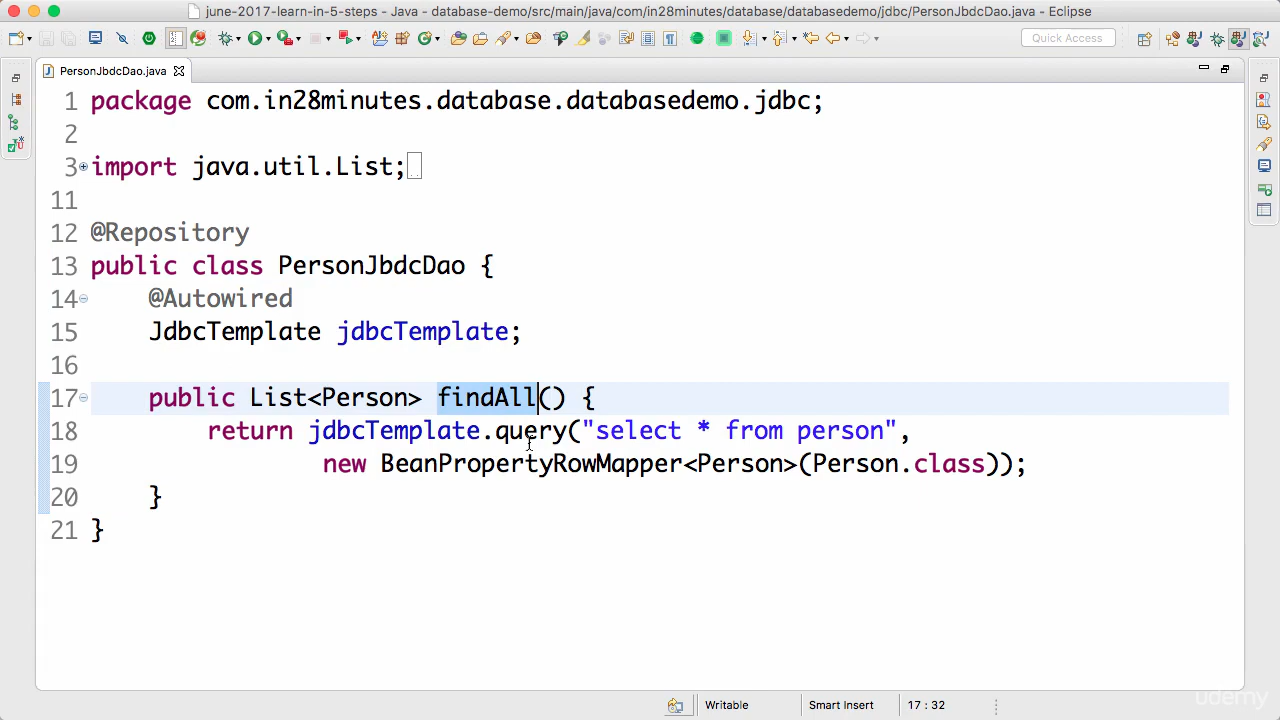 june-2017-learn-in-5-steps - Java - database-demo/src/main/java/com/in28minutes/database/databasedemo/jdbc/PersonJbdcDao.java - Eclipse
Quick Access
PersonJbdcDao.java
1 package com.in28minutes.database.databasedemo.jdbc;
2
3 import java.util.List;
11
12 @Repository
13 public class PersonJbdcDao {
14 @Autowired
15 JdbcTemplate jdbcTemplate;
16
17 public List<Person> findAll() {
18 return jdbcTemplate.query("select * from person",
19 new BeanPropertyRowMapper<Person>(Person.class));
20 }
21 }
Writable Smart Insert 17 : 32
udemy